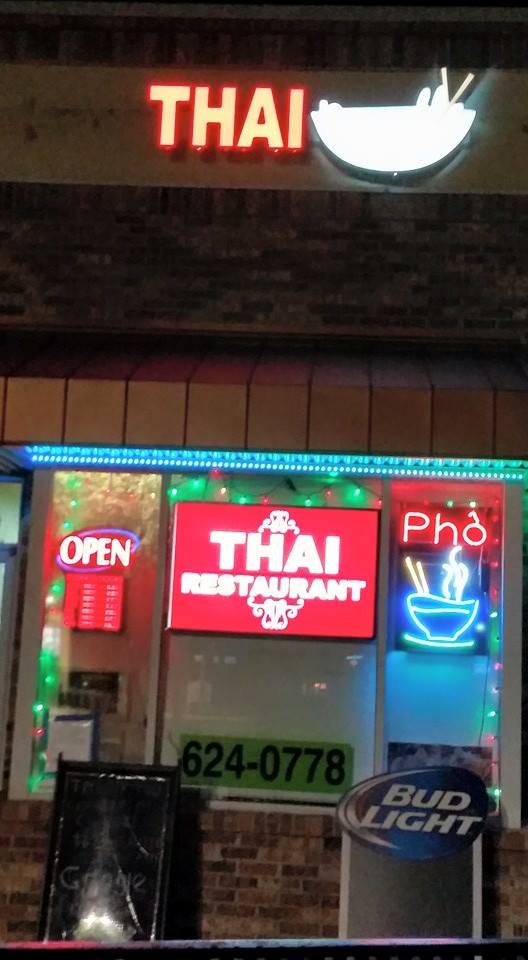 THAI
OPEN
THAI
RESTAURANT
Phở
624-0778
BUD
LIGHT